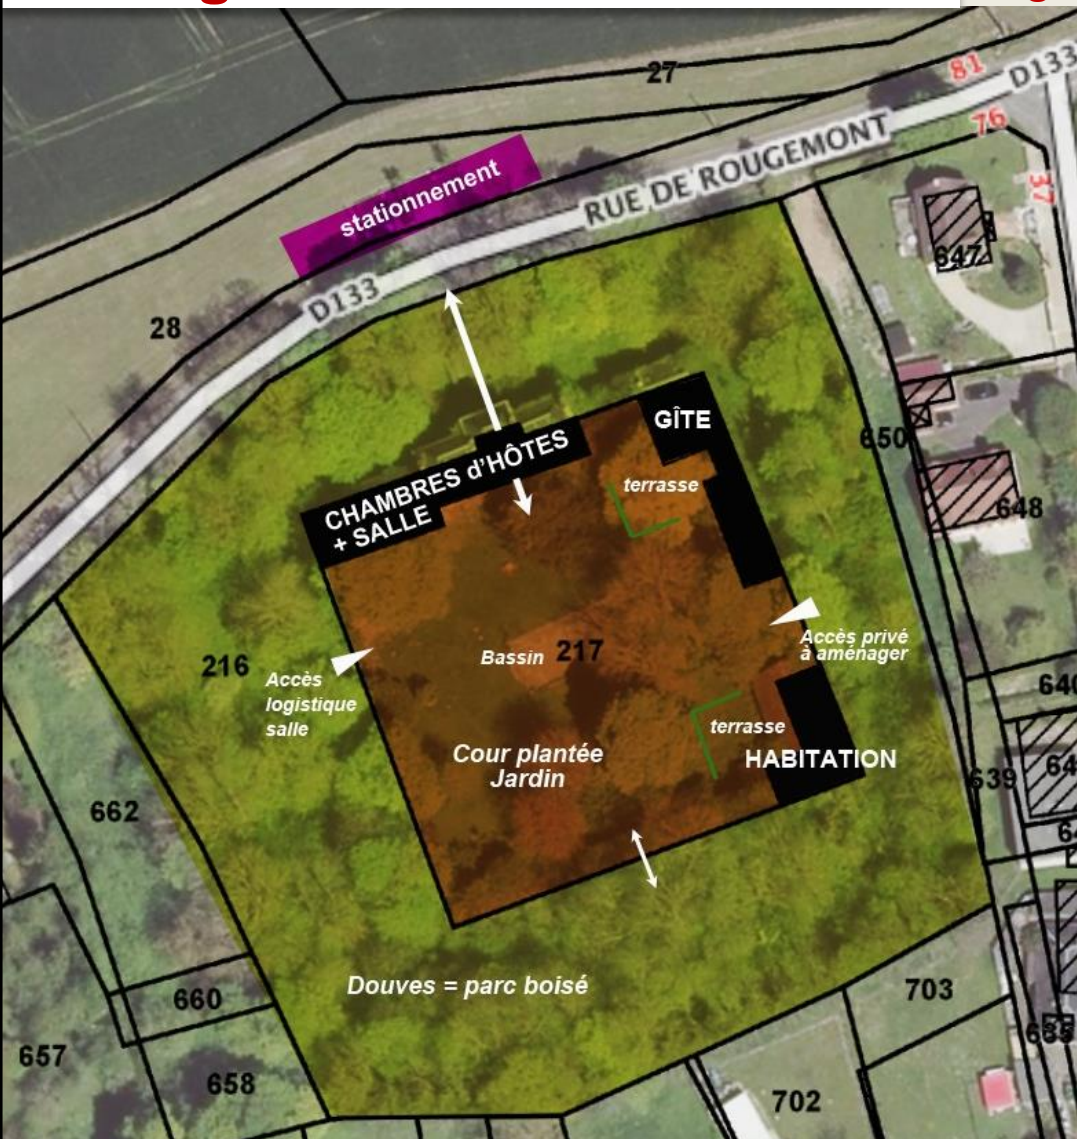 27
81
D133
76
RUE DE ROUGEMONT
stationnement
37
647
D133
28
GÎTE
650
CHAMBRES d'HÔTES
+ SALLE
terrasse
648
Accès privé
à aménager
216
Bassin
217
Accès
logistique
salle
640
terrasse
Cour plantée
Jardin
HABITATION
639
662
Douves = parc boisé
703
660
657
658
702